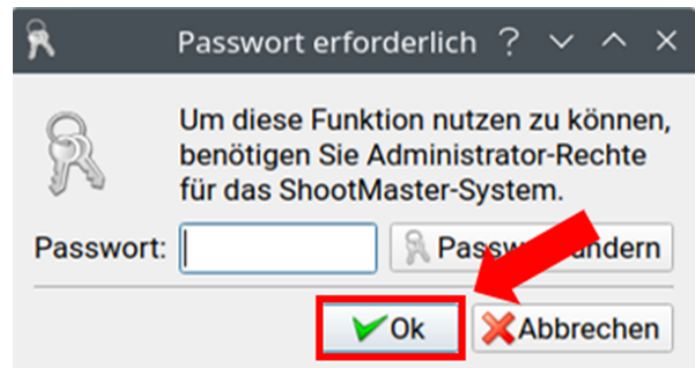 Passwort erforderlich ?
Um diese Funktion nutzen zu können,
benötigen Sie Administrator-Rechte
für das ShootMaster-System.
Passwort:
Ok
Abbrechen